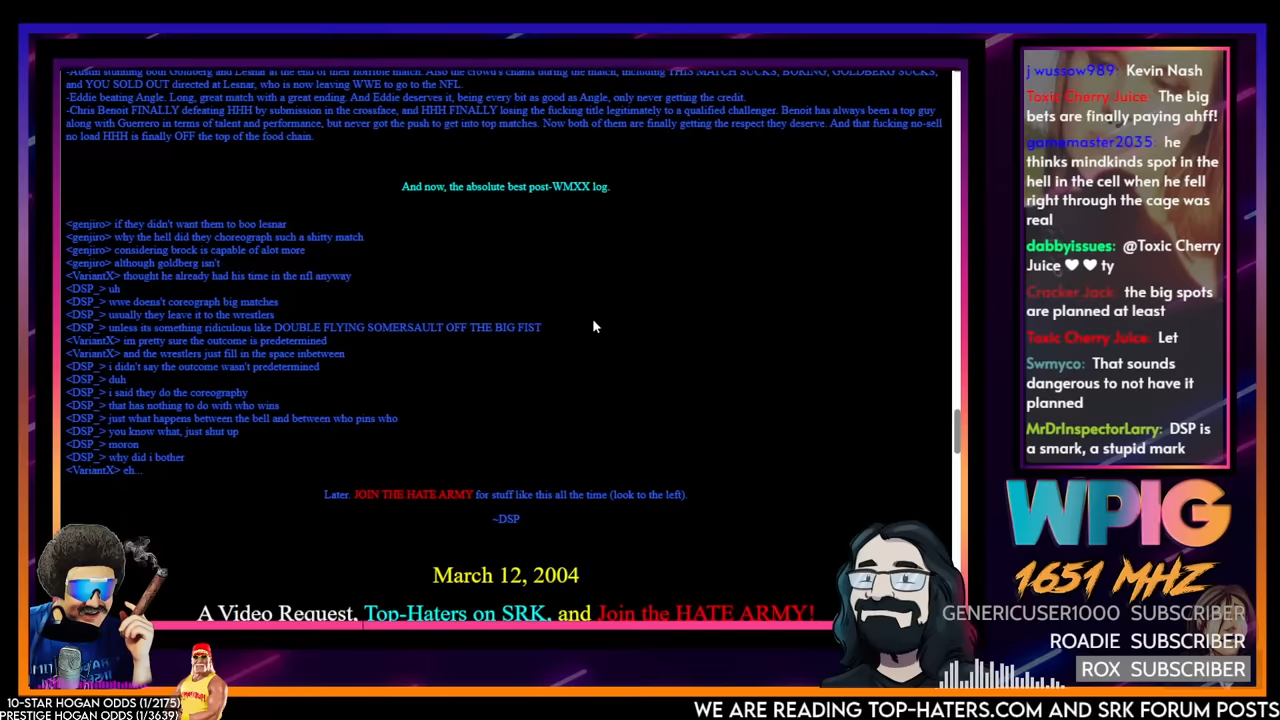 -Austin stunning both Goldberg and Lesnar at the end of their horrible match. Also the crowd's chants during the match, including THIS MATCH SUCKS, BORING, GOLDBERG SUCKS,
and YOU SOLD OUT directed at Lesnar, who is now leaving WWE to go to the NFL.
-Eddie beating Angle. Long, great match with a great ending. And Eddie deserves it, being every bit as good as Angle, only never getting the credit.
-Chris Benoit FINALLY defeating HHH by submission in the crossface, and HHH FINALLY losing the fucking title legitimately to a qualified challenger. Benoit has always been a top guy
along with Guerrero in terms of talent and performance, but never got the push to get into top matches. Now both of them are finally getting the respect they deserve. And that fucking no-sell
no load HHH is finally OFF the top of the food chain.
And now, the absolute best post-WMXX log.
<genjiro> if they didn't want them to boo lesnar
<genjiro> why the hell did they choreograph such a shitty match
<genjiro> considering brock is capable of alot more
<genjiro> although goldberg isn't
<VariantX> thought he already had his time in the nfl anyway
<DSP_> uh
<DSP_> wwe doens't coreograph big matches
<DSP_> usually they leave it to the wrestlers
<DSP_> unless its something ridiculous like DOUBLE FLYING SOMERSAULT OFF THE BIG FIST
<VariantX> im pretty sure the outcome is predetermined
<VariantX> and the wrestlers just fill in the space imbetween
<DSP_> i didn't say the outcome wasn't predetermined
<DSP_> duh
<DSP_> i said they do the coreography
<DSP_> that has nothing to do with who wins
<DSP_> just what happens between the bell and between who pins who
<DSP_> you know what, just shut up
<DSP_> moron
<DSP_> why did i bother
<VariantX> eh...
Later. JOIN THE HATE ARMY for stuff like this all the time (look to the left).
~DSP
March 12, 2004
A Video Request, Top-Haters on SRK, and Join the HATE ARMY!
j wussow989: Kevin Nash
Toxic Cherry Juice: The big
bets are finally paying ahff!
gamemaster2035: he
thinks mindkinds spot in the
hell in the cell when he fell
right through the cage was
real
dabbyissues: @Toxic Cherry
Juice 🤍 🤍 ty
Cracker Jack: the big spots
are planned at least
Toxic Cherry Juice: Let
Swmyco: That sounds
dangerous to not have it
planned
MrDrInspectorLarry: DSP is
a smark, a stupid mark
WPIG
1651 MHZ
GENERICUSER1000 SUBSCRIBER
ROADIE SUBSCRIBER
ROX SUBSCRIBER
10-STAR HOGAN ODDS (1/2175)
PRESTIGE HOGAN ODDS (1/3639)
WE ARE READING TOP-HATERS.COM AND SRK FORUM POSTS